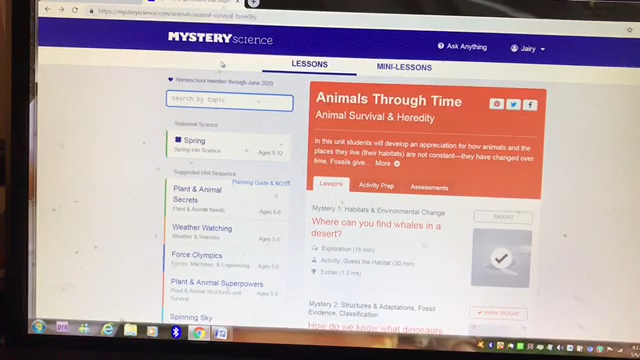 https://mysteryscience.com/animals/animal-survival-heredity
MYSTERY science
Ask Anything
Jairy
LESSONS
MINI-LESSONS
Homeschool member through June 2020
search by topic
Seasonal Science
Spring
Spring into Science
Ages 5-12
Suggested Unit Sequence
Planning Guide & NGSS
Plant & Animal
Secrets
Plant & Animal Needs
Ages 5-6
Weather Watching
Weather & Seasons
Ages 5-6
Force Olympics
Forces, Machines, & Engineering
Ages 5-6
Plant & Animal Superpowers
Plant & Animal Structures and
Survival
Spinning Sky
Animals Through Time
Animal Survival & Heredity
In this unit students will develop an appreciation for how animals and the
places they live (their habitats) are not constant—they have changed over
time. Fossils give... More
Lessons
Activity Prep
Assessments
Mystery 1: Habitats & Environmental Change
TAUGHT
Where can you find whales in a
desert?
Exploration (15 min)
Activity: Guess the Habitat (30 min)
Extras (1.3 hrs)
Mystery 2: Structures & Adaptations, Fossil
Evidence, Classification
MARK TAUGHT
How do we know what dinosaurs